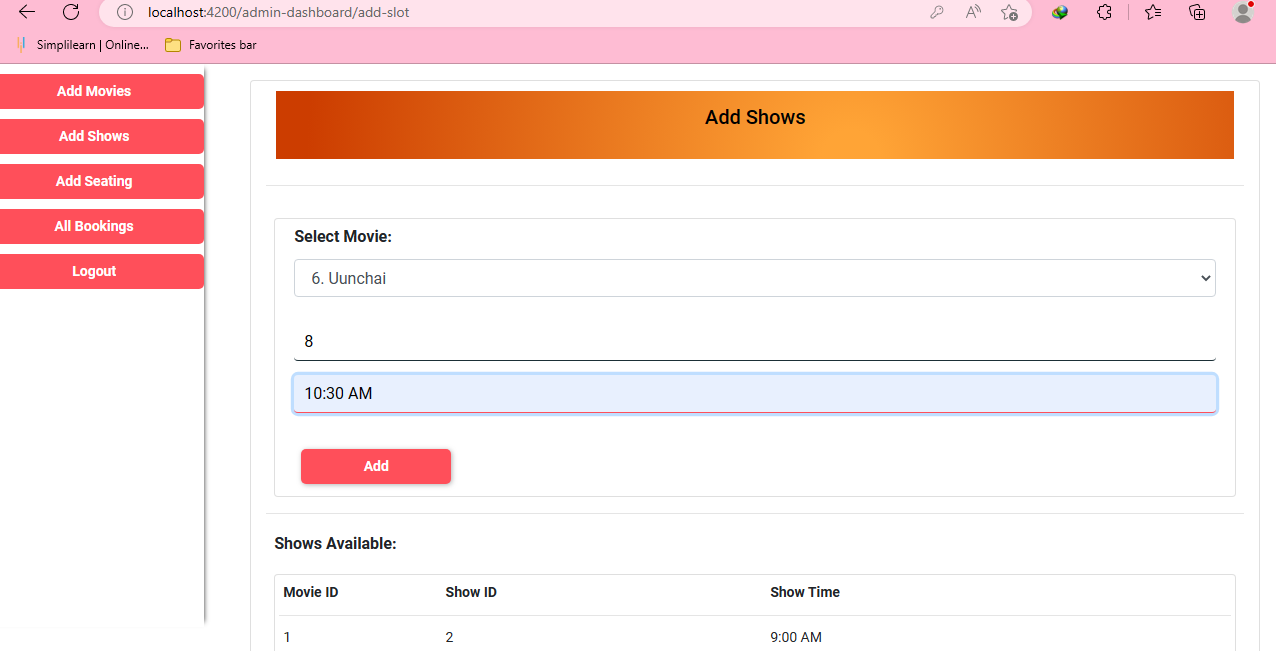 localhost:4200/admin-dashboard/add-slot
Simplilearn | Online... Favorites bar
Add Movies
Add Shows
Add Seating
All Bookings
Logout
Add Shows
Select Movie:
6. Uunchai
8
10:30 AM
Add
Shows Available:
Movie ID Show ID Show Time
1 2 9:00 AM